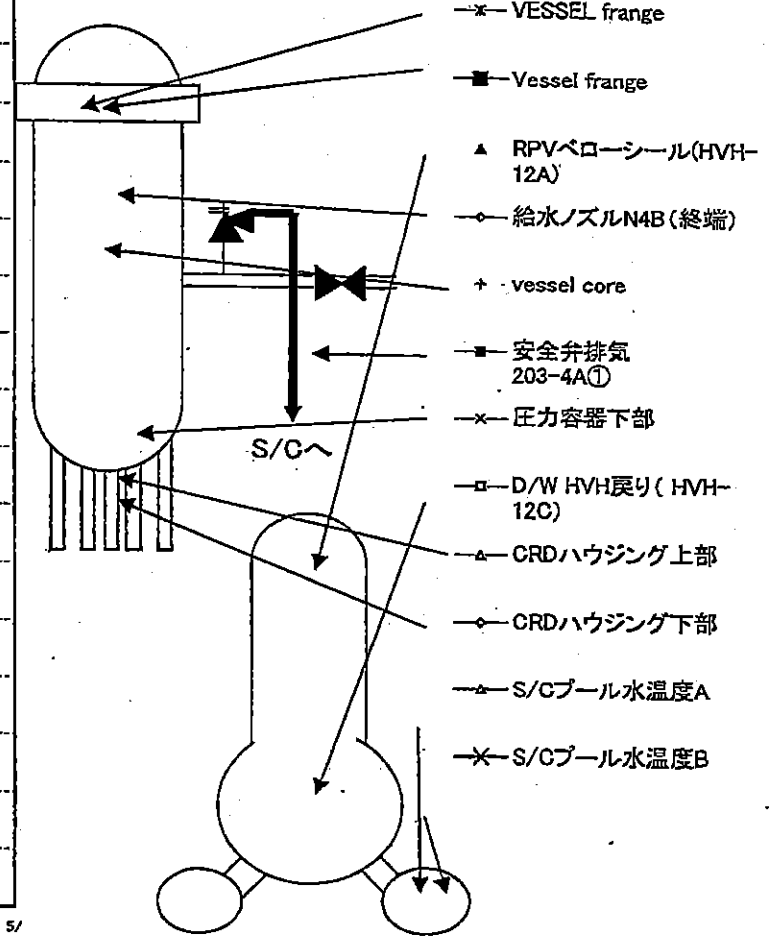 VESSEL frange
Vessel frange
RPVベローシール(HVH-
12A)
給水ノズルN4B(終端)
vessel core
安全弁排気
203-4A①
圧力容器下部
S/Cへ
D/W HVH戻り( HVH-
12C)
CRDハウジング上部
CRDハウジング下部
S/Cプール水温度A
S/Cプール水温度B
5/